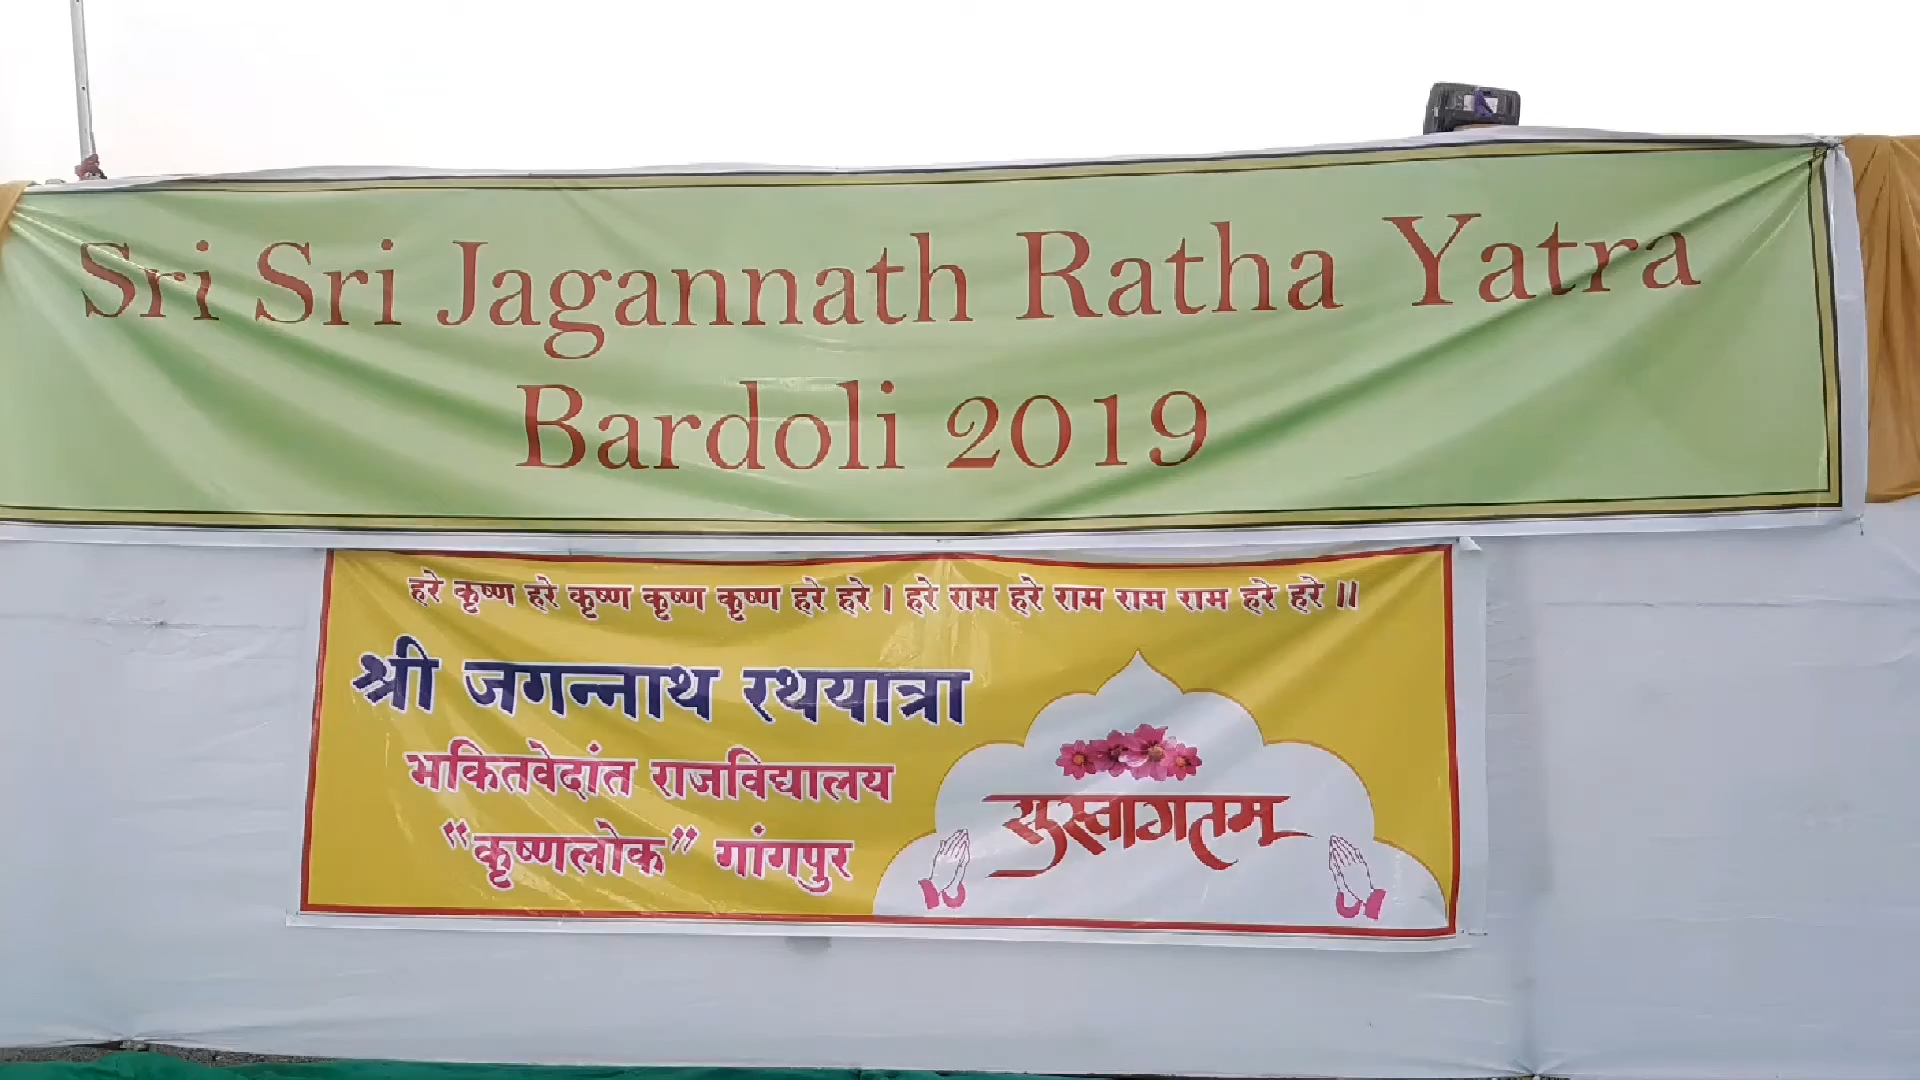 Sri Sri Jagannath Ratha Yatra
Bardoli 2019
हरे कृष्ण हरे कृष्ण कृष्ण कृष्ण हरे हरे । हरे राम हरे राम राम राम हरे हरे ॥
श्री जगन्नाथ रथयात्रा
भकितवेदांत राजविद्यालय
“कृष्णलोक” गांगपुर
सुस्वागतम्